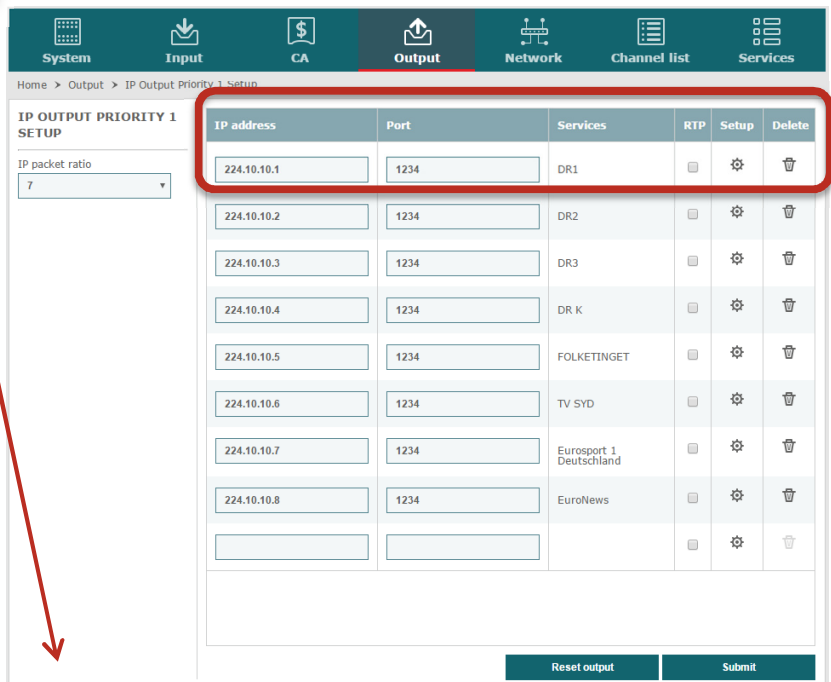 System Input CA Output Network Channel list Services
Home > Output > IP Output Priority 1 Setup
IP OUTPUT PRIORITY 1
SETUP
IP packet ratio
7
IP address Port Services RTP Setup Delete
224.10.10.1 1234 DR1
224.10.10.2 1234 DR2
224.10.10.3 1234 DR3
224.10.10.4 1234 DR K
224.10.10.5 1234 FOLKETINGET
224.10.10.6 1234 TV SYD
224.10.10.7 1234 Eurosport 1
Deutschland
224.10.10.8 1234 EuroNews
Reset output Submit